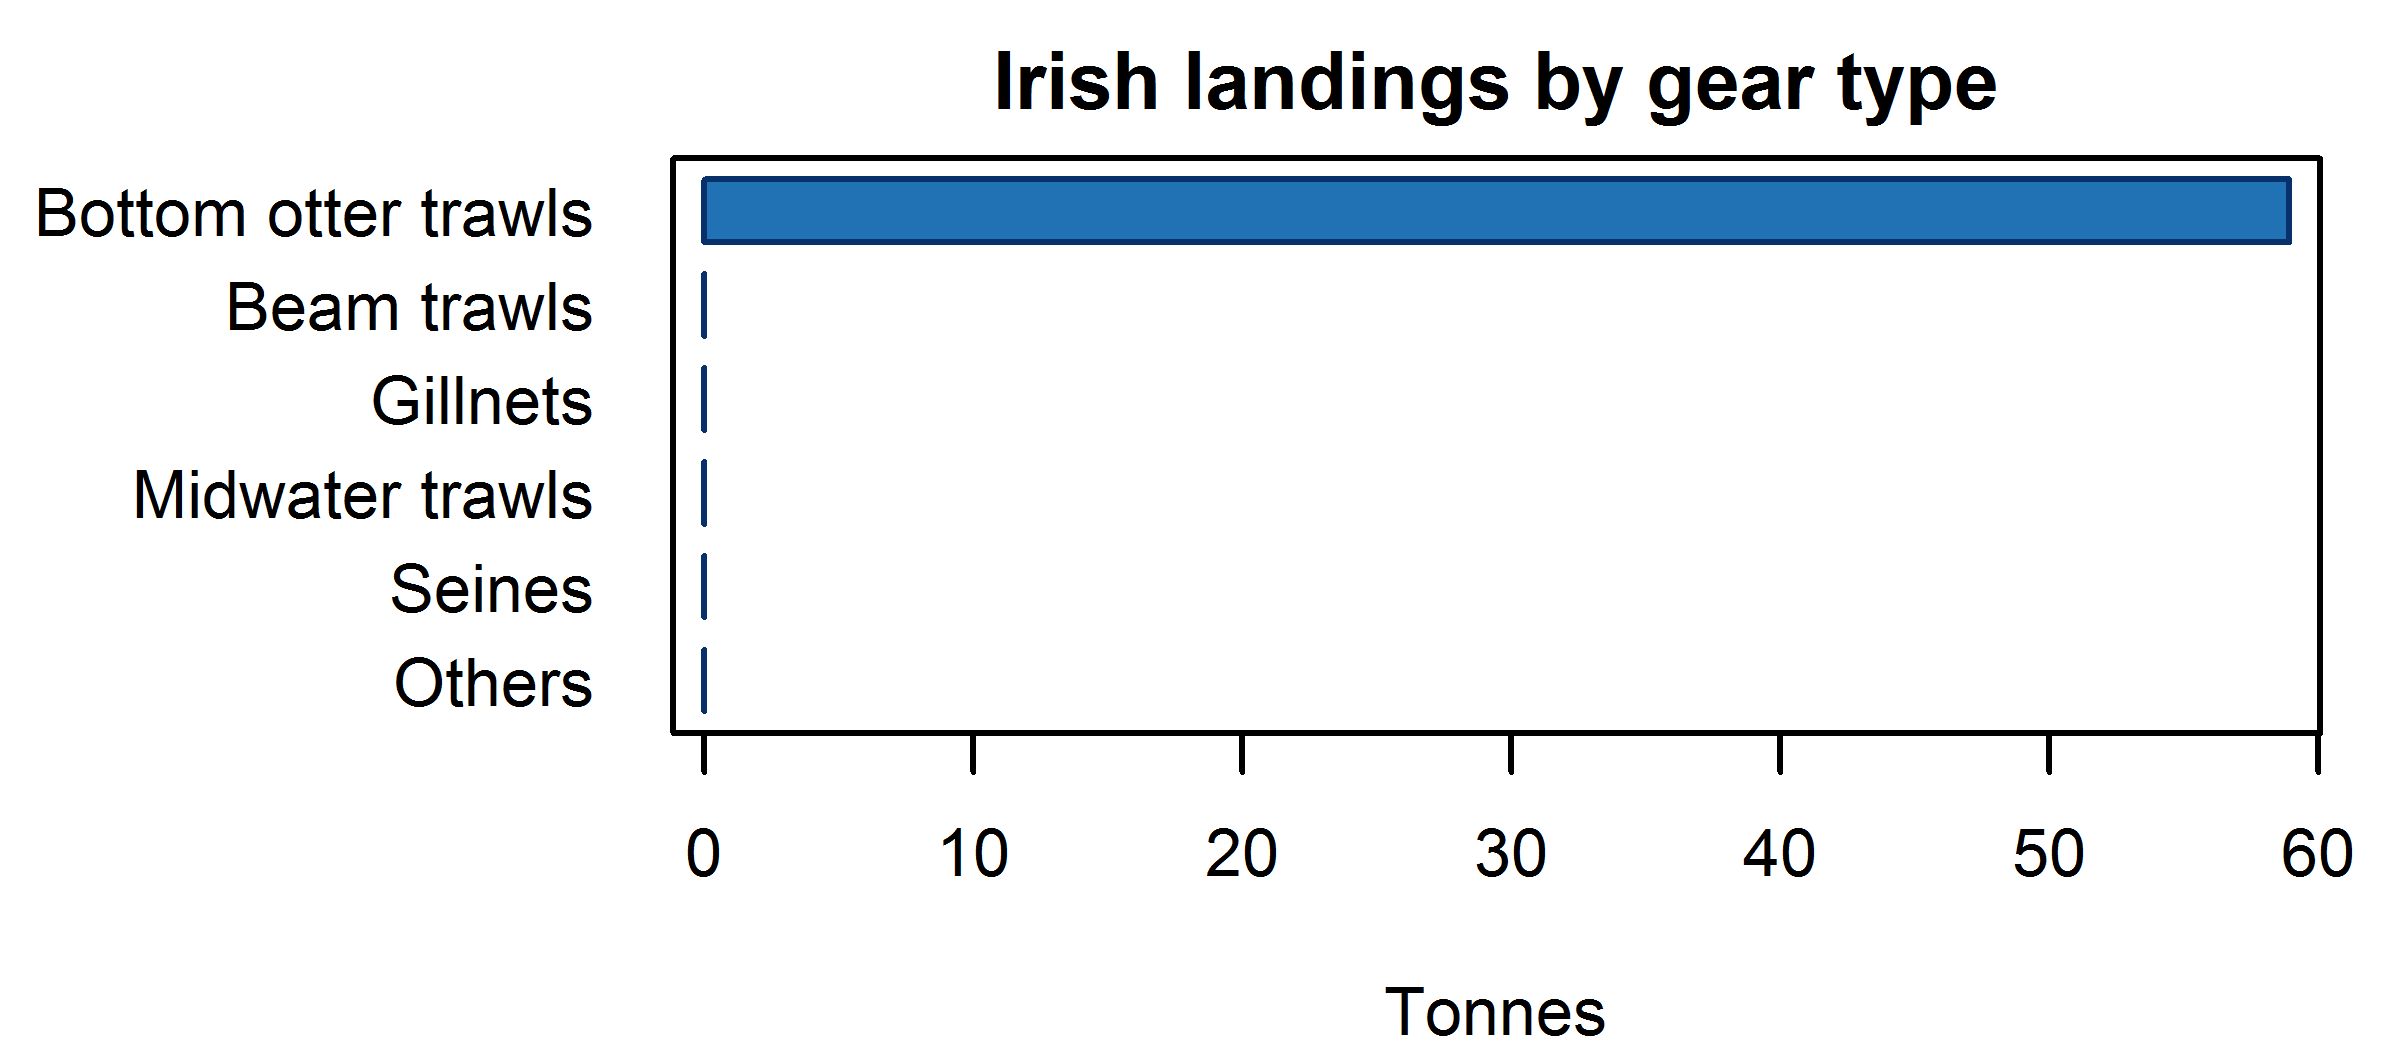 Irish landings by gear type
Bottom otter trawls
Beam trawls
Gillnets
Midwater trawls
Seines
Others
0 10 20 30 40 50 60
Tonnes